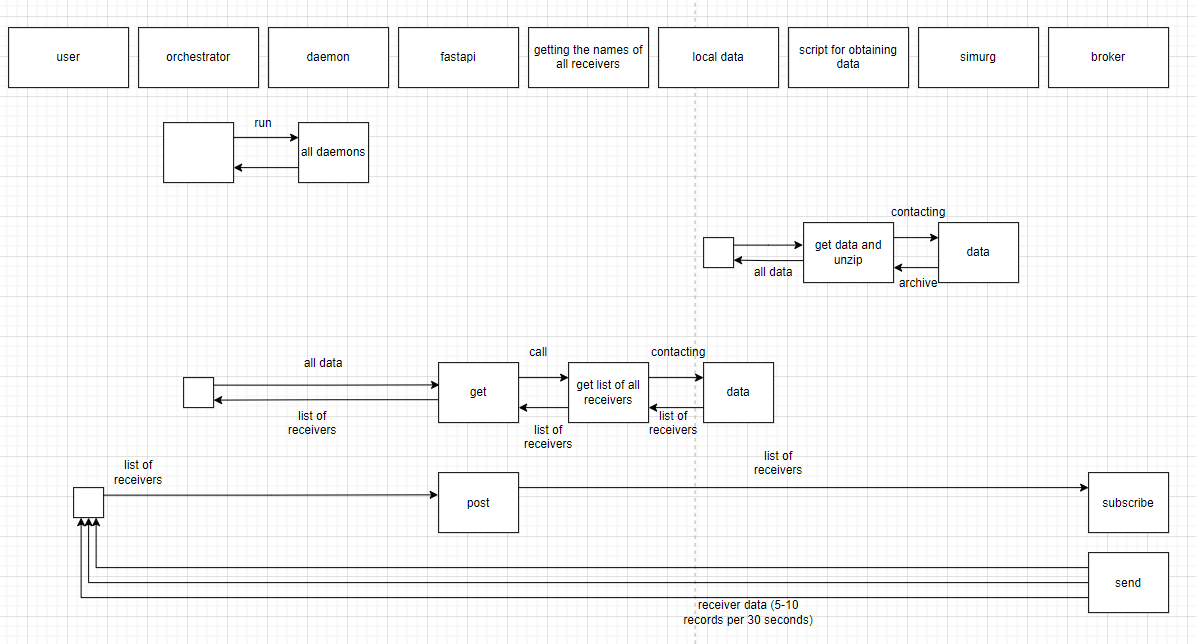 user
orchestrator
daemon
fastapi
getting the names of
all receivers
local data
script for obtaining
data
simurg
broker
run
all daemons
contacting
get data and
unzip
data
all data
archive
call
contacting
all data
get
get list of all
receivers
data
list of
receivers
list of
receivers
list of
receivers
list of
receivers
list of
receivers
post
subscribe
send
receiver data (5-10
records per 30 seconds)